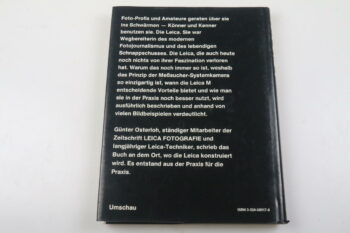 Foto-Profis und Amateure geraten über sie
ins Schwärmen — Könner und Kenner
benutzen sie. Die Leica. Sie war
Wegbereiterin des modernen
Fotojournalismus und des lebendigen
Schnappschusses. Die Leica, die auch heute
noch nichts von ihrer Faszination verloren
hat. Warum das noch immer so ist, weshalb
das Prinzip der Meßsucher-Systemkamera
so einzigartig ist, wann die Leica M
entscheidende Vorteile bietet und wie man
sie in der Praxis noch besser nutzt, wird
ausführlich beschrieben und anhand von
vielen Bildbeispielen verdeutlicht.
Günter Osterloh, ständiger Mitarbeiter der
Zeitschrift LEICA FOTOGRAFIE und
langjähriger Leica-Techniker, schrieb das
Buch an dem Ort, wo die Leica konstruiert
wird. Es entstand aus der Praxis für die
Praxis.
Umschau
ISBN